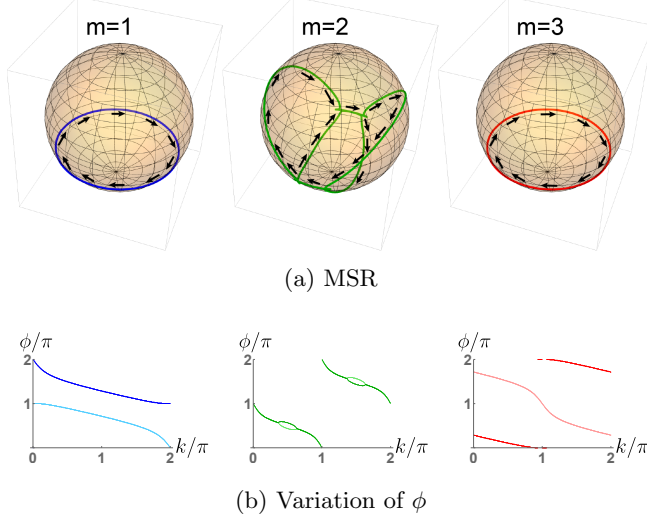 m=1 m=2 m=3
(a) MSR
ϕ/π ϕ/π ϕ/π
2 2 2
1 1 1
k/π k/π k/π
0 1 2 0 1 2 0 1 2
(b) Variation of ϕ